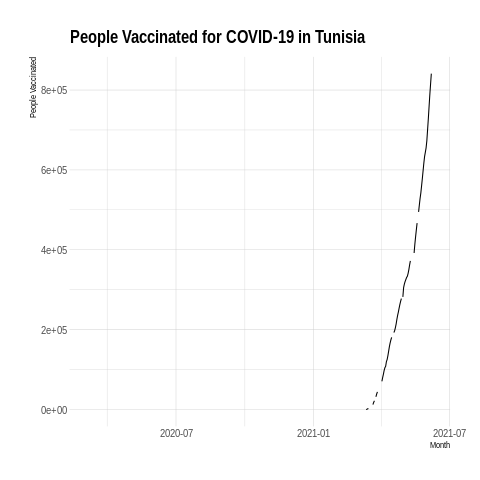 People Vaccinated for COVID-19 in Tunisia
People Vaccinated
8e+05
6e+05
4e+05
2e+05
0e+00
2020-07
2021-01
2021-07
Month